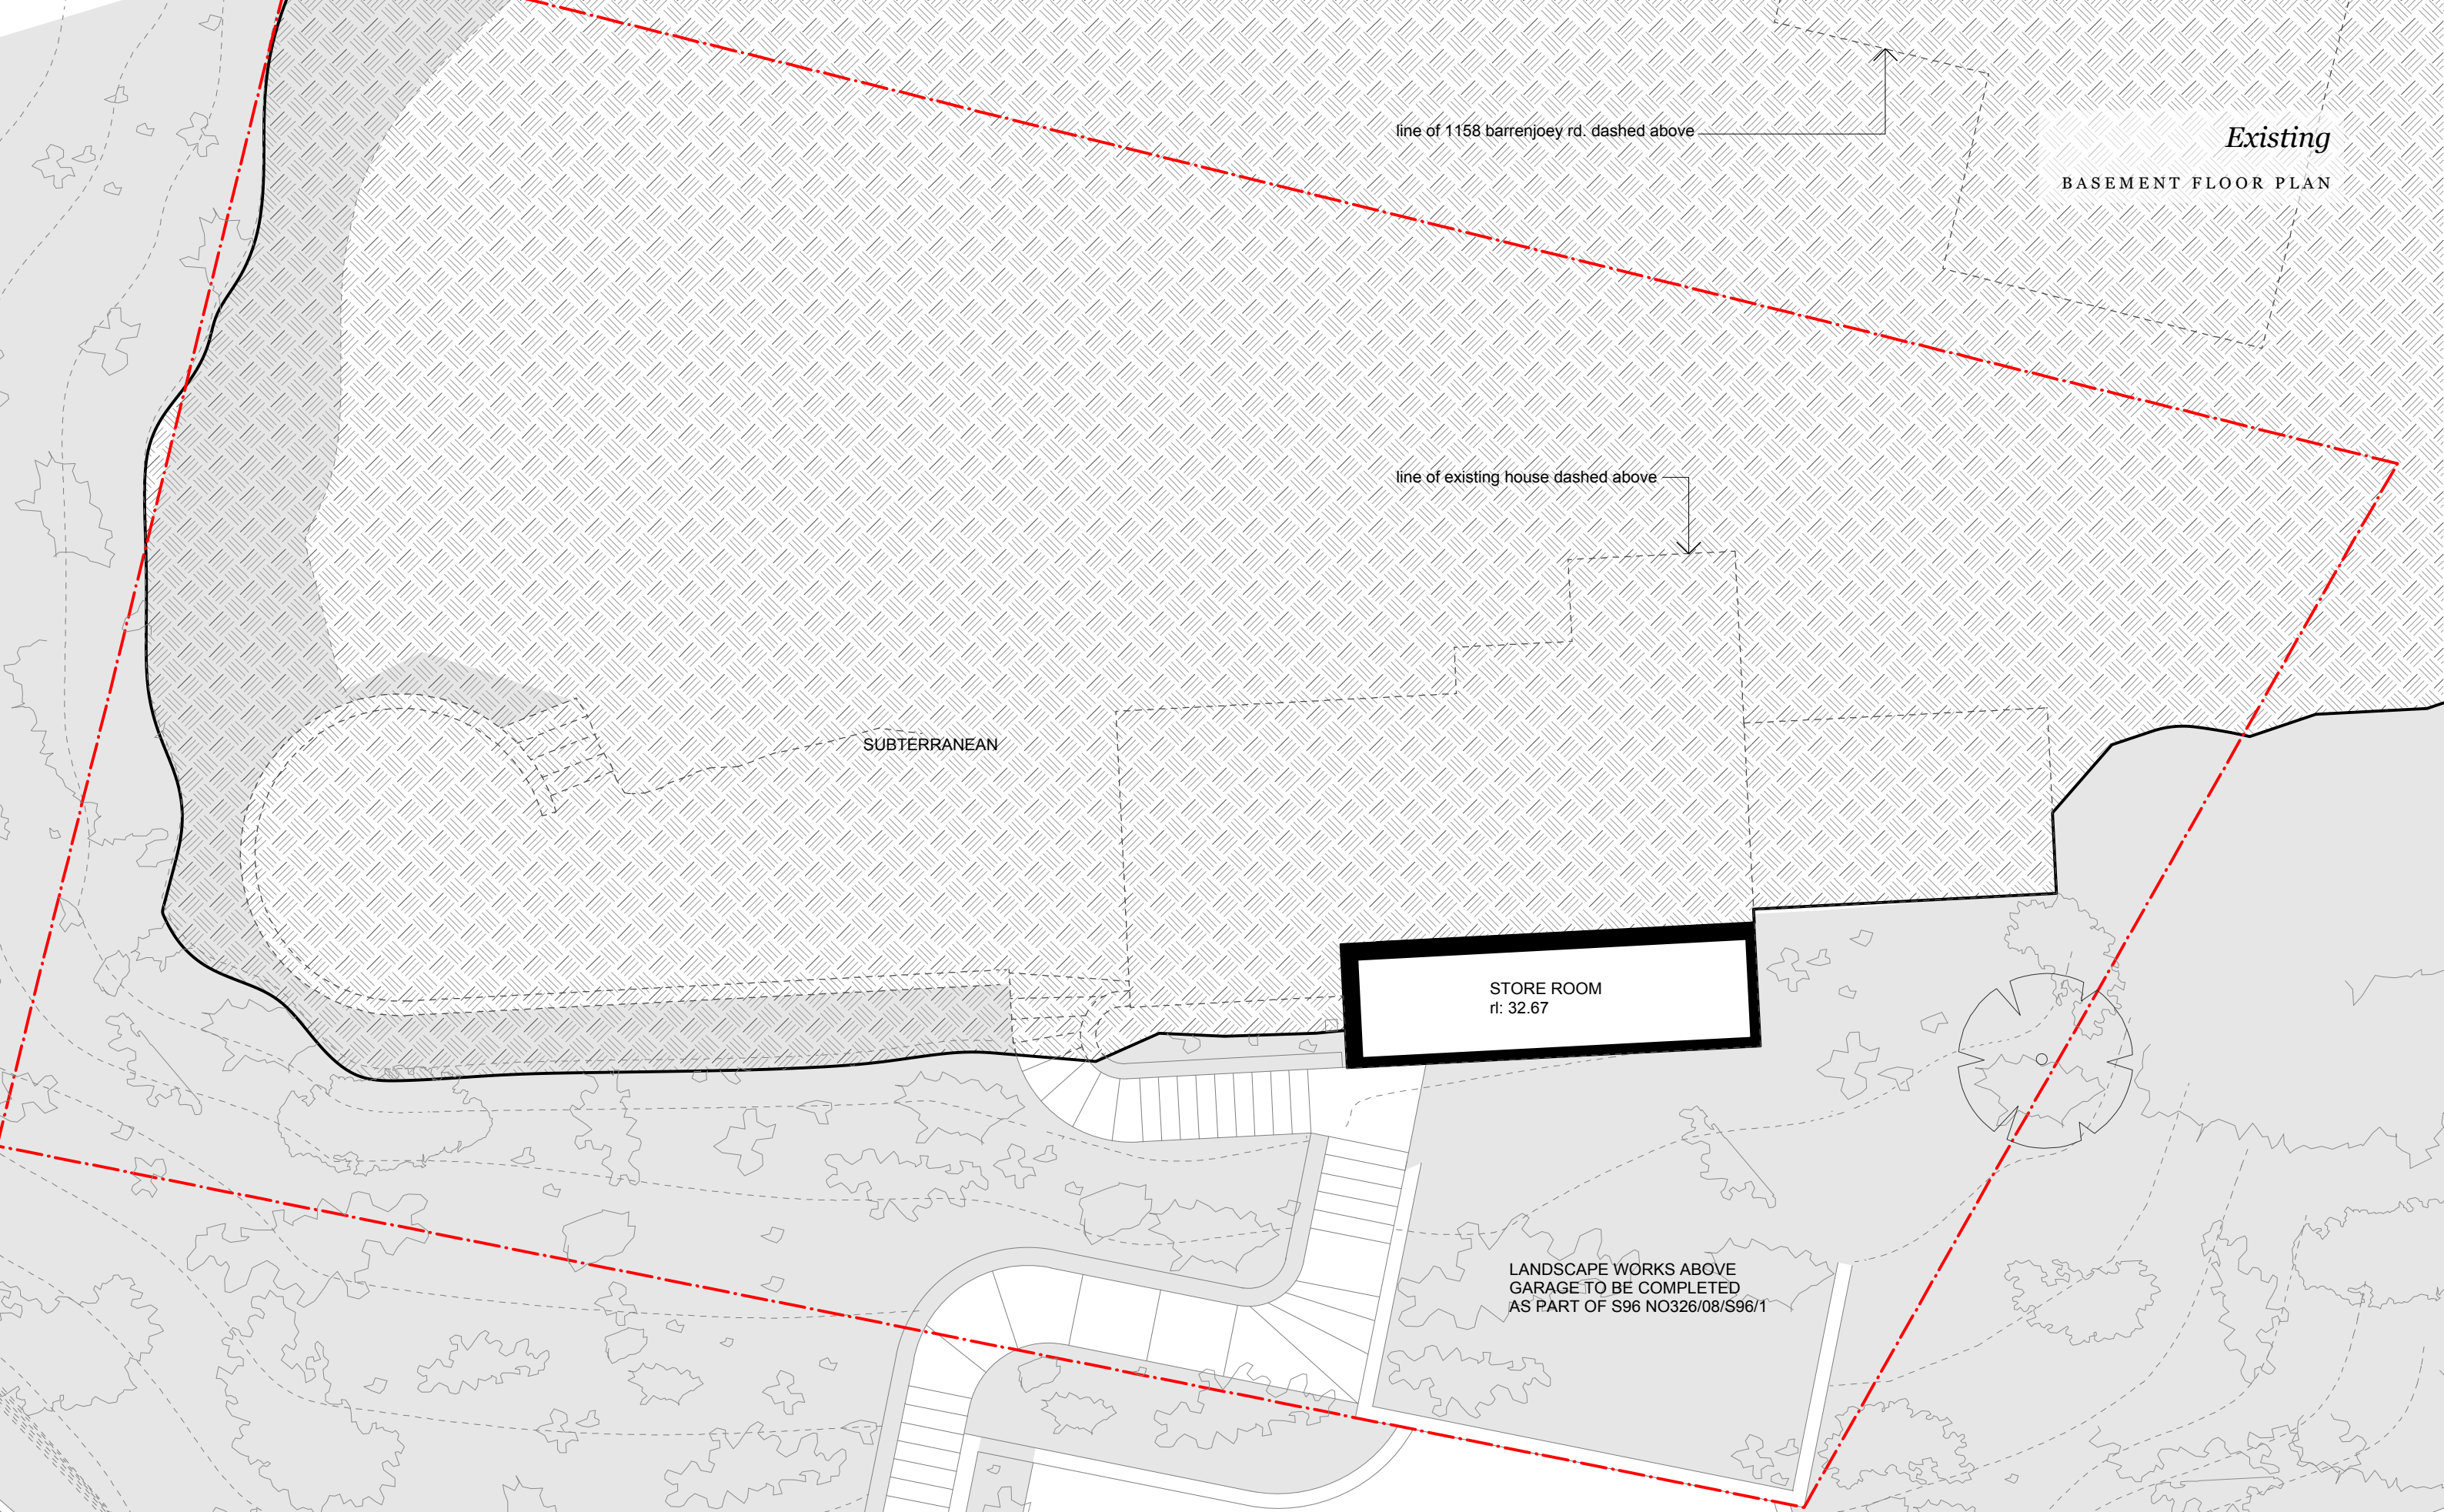 line of 1158 barrenjoey rd. dashed above
Existing
BASEMENT FLOOR PLAN
line of existing house dashed above
SUBTERRANEAN
STORE ROOM
rl: 32.67
LANDSCAPE WORKS ABOVE
GARAGE TO BE COMPLETED
AS PART OF S96 NO326/08/S96/1